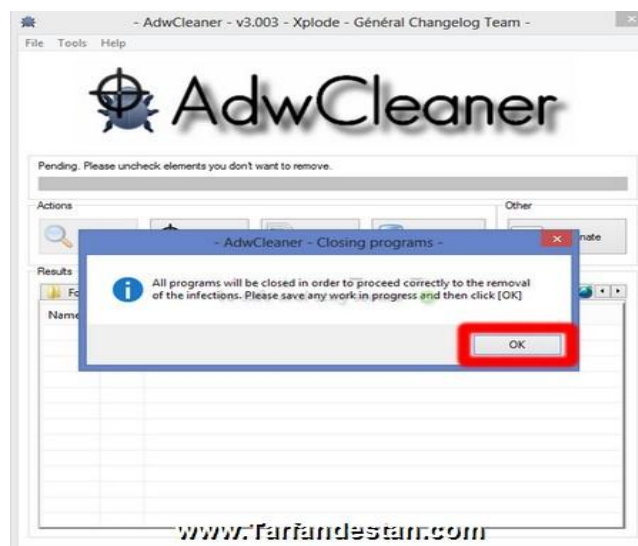 - AdwCleaner - v3.003 - Xplode - Général Changelog Team -
File Tools Help
AdwCleaner
Pending. Please uncheck elements you don't want to remove.
Actions
Other
- AdwCleaner - Closing programs -
Results
All programs will be closed in order to proceed correctly to the removal
of the infections. Please save any work in progress and then click [OK]
Name
OK
www.Tarfandestan.com